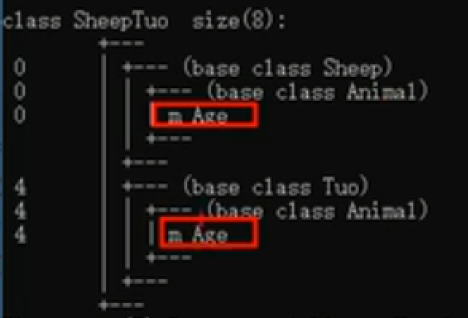 class SheepTuo size(8):
+---
0 | +--- (base class Sheep)
0 | | +--- (base class Animal)
0 | | | m_Age
| | +---
| +---
4 | +--- (base class Tuo)
4 | | +--- (base class Animal)
4 | | | m_Age
| | +---
| +---
+---